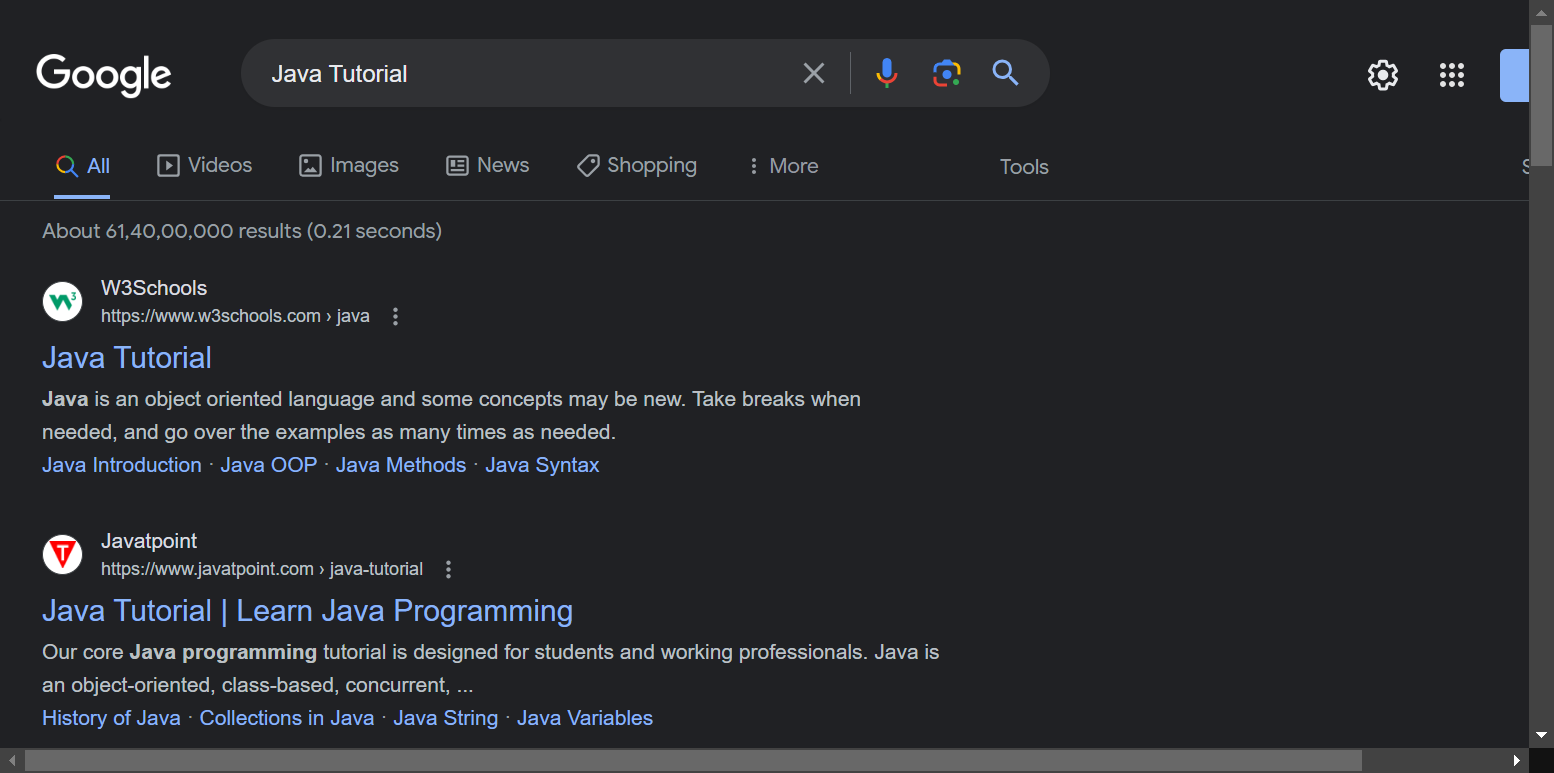 Google
Java Tutorial
All Videos Images News Shopping More Tools
About 61,40,00,000 results (0.21 seconds)
W3Schools
https://www.w3schools.com › java
Java Tutorial
Java is an object oriented language and some concepts may be new. Take breaks when
needed, and go over the examples as many times as needed.
Java Introduction · Java OOP · Java Methods · Java Syntax
Javatpoint
https://www.javatpoint.com › java-tutorial
Java Tutorial | Learn Java Programming
Our core Java programming tutorial is designed for students and working professionals. Java is
an object-oriented, class-based, concurrent, ...
History of Java · Collections in Java · Java String · Java Variables